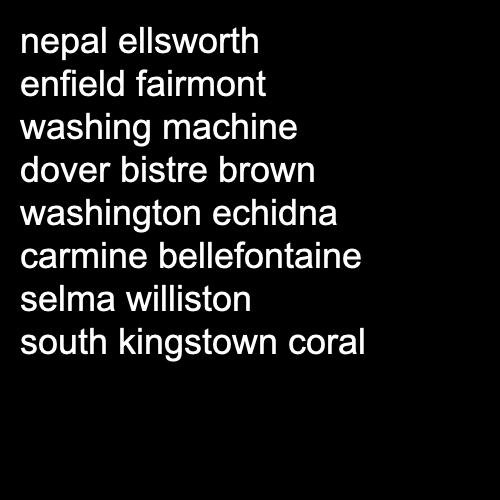 nepal ellsworth
enfield fairmont
washing machine
dover bistre brown
washington echidna
carmine bellefontaine
selma williston
south kingstown coral